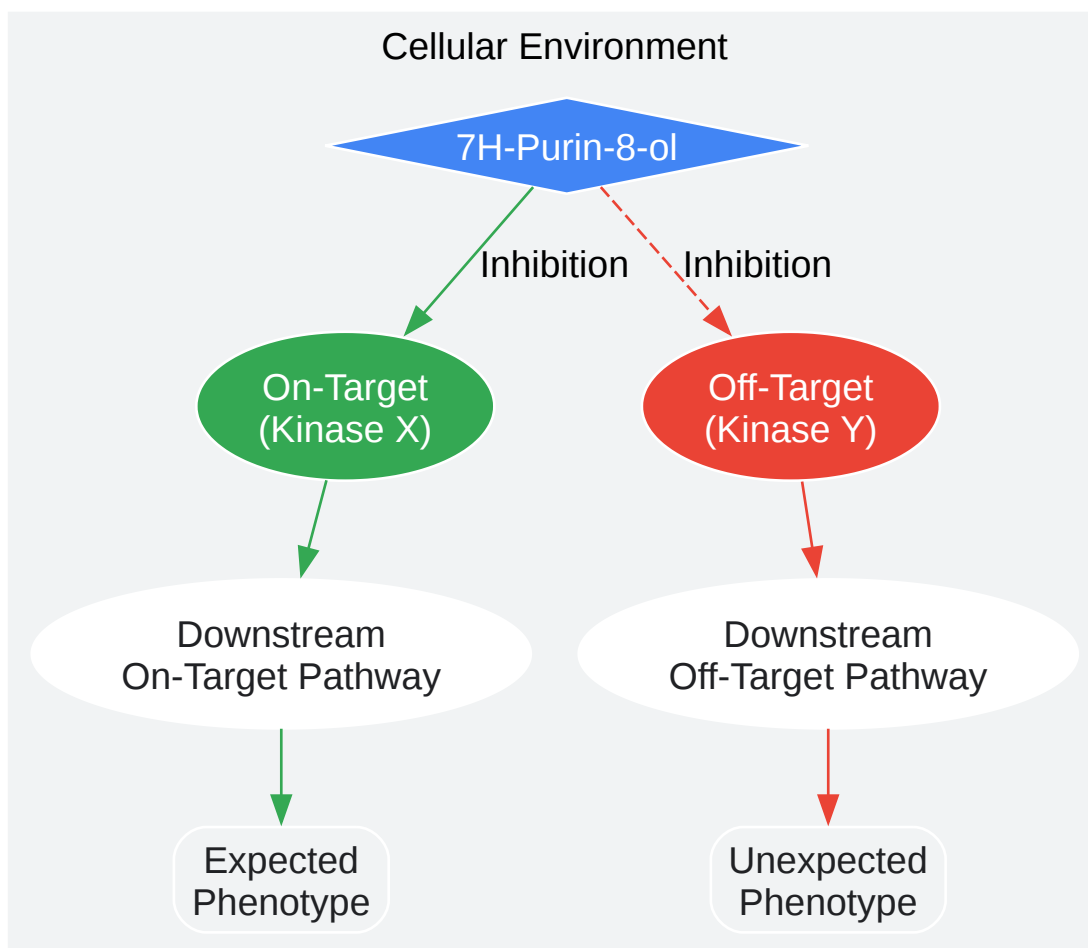 Cellular Environment
7H-Purin-8-ol
Inhibition
Inhibition
On-Target
(Kinase X)
Off-Target
(Kinase Y)
Downstream
On-Target Pathway
Downstream
Off-Target Pathway
Expected
Phenotype
Unexpected
Phenotype